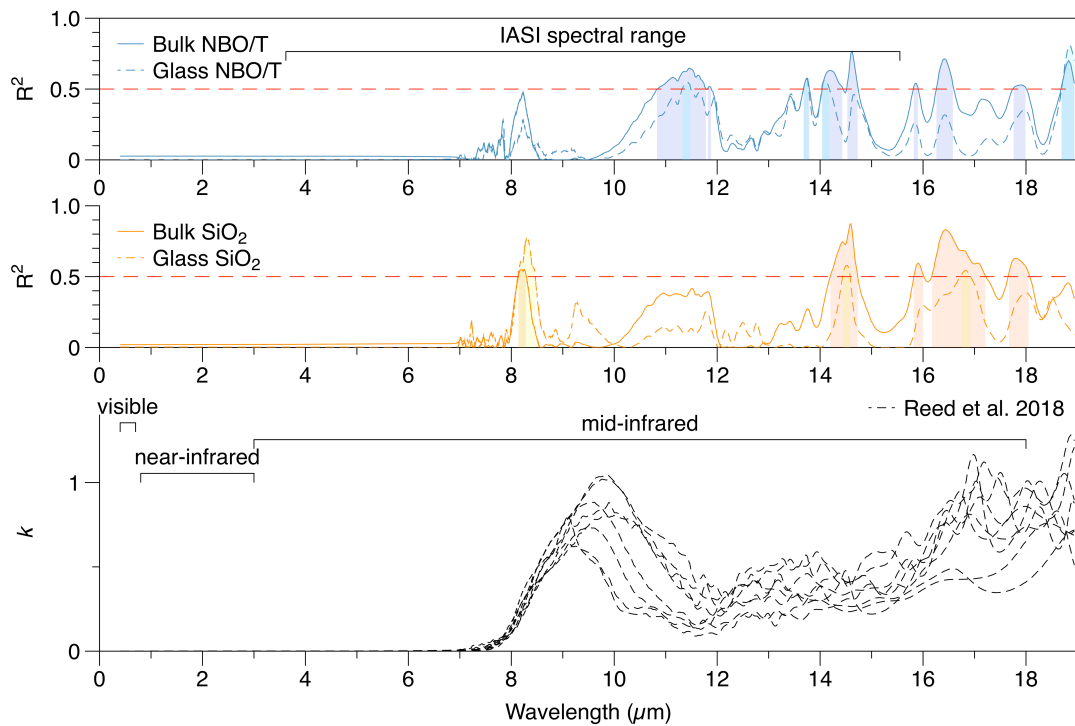 1.0
0.5
0
R²
Bulk NBO/T
Glass NBO/T
IASI spectral range
0 2 4 6 8 10 12 14 16 18
1.0
0.5
0
R²
Bulk SiO₂
Glass SiO₂
0 2 4 6 8 10 12 14 16 18
visible
near-infrared
mid-infrared
Reed et al. 2018
1
0
k
0 2 4 6 8 10 12 14 16 18
Wavelength (µm)